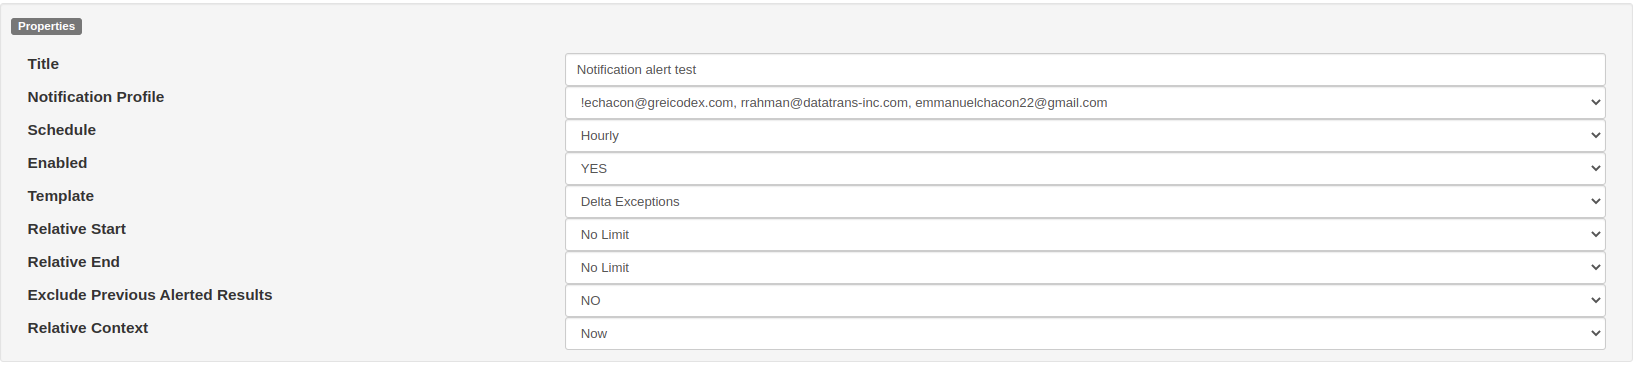 Properties
Title Notification alert test
Notification Profile !echacon@greicodex.com, rrahman@datatrans-inc.com, emmanuelchacon22@gmail.com
Schedule Hourly
Enabled YES
Template Delta Exceptions
Relative Start No Limit
Relative End No Limit
Exclude Previous Alerted Results NO
Relative Context Now